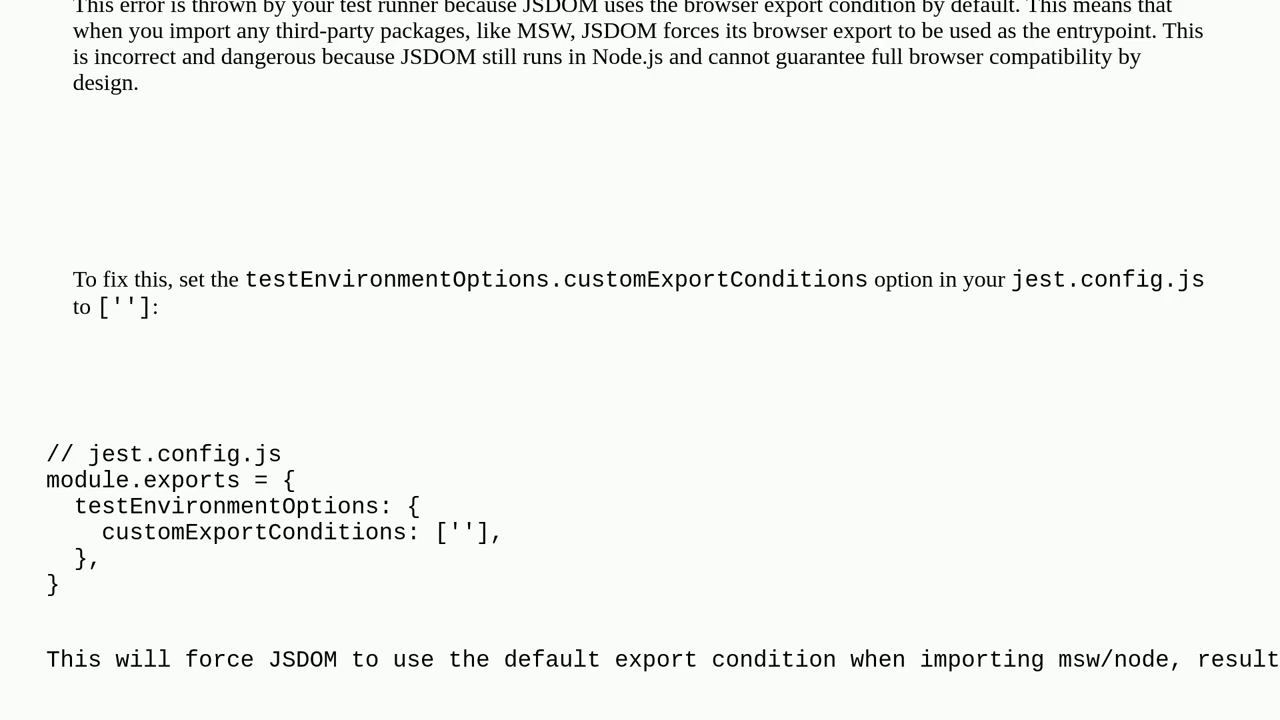 This error is thrown by your test runner because JSDOM uses the browser export condition by default. This means that
when you import any third-party packages, like MSW, JSDOM forces its browser export to be used as the entrypoint. This
is incorrect and dangerous because JSDOM still runs in Node.js and cannot guarantee full browser compatibility by
design.
To fix this, set the testEnvironmentOptions.customExportConditions option in your jest.config.js
to ['']:
// jest.config.js
module.exports = {
  testEnvironmentOptions: {
    customExportConditions: [''],
  },
}
This will force JSDOM to use the default export condition when importing msw/node, result